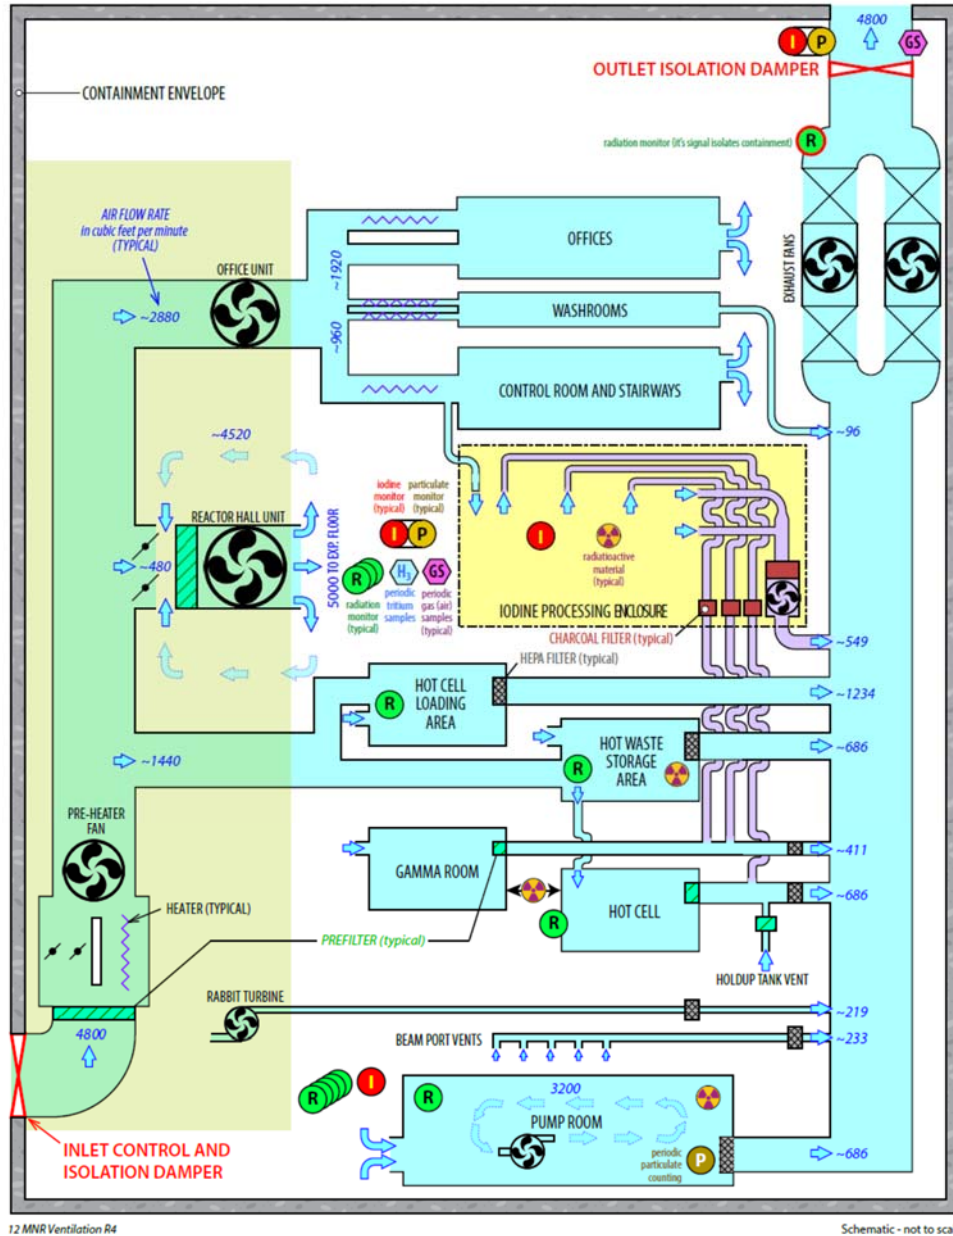 4800
I P
GS
OUTLET ISOLATION DAMPER
CONTAINMENT ENVELOPE
radiation monitor (it's signal isolates containment)
R
AIR FLOW RATE
in cubic feet per minute
(TYPICAL)
OFFICES
OFFICE UNIT
EXHAUST FANS
~1920
~2880
WASHROOMS
~960
CONTROL ROOM AND STAIRWAYS
~96
~4520
iodine
monitor
(typical)
particulate
monitor
(typical)
REACTOR HALL UNIT
I P
5000 TO EXP. FLOOR
I
~480
R
H3
GS
radioactive
material
(typical)
radiation
monitor
(typical)
periodic
tritium
samples
periodic
gas (air)
samples
(typical)
IODINE PROCESSING ENCLOSURE
CHARCOAL FILTER (typical)
~549
HEPA FILTER (typical)
HOT CELL
LOADING
AREA
R
~1234
HOT WASTE
STORAGE
AREA
R
~686
~1440
PRE-HEATER
FAN
GAMMA ROOM
~411
HOT CELL
R
~686
HEATER (TYPICAL)
PREFILTER (typical)
HOLDUP TANK VENT
RABBIT TURBINE
~219
4800
BEAM PORT VENTS
~233
R
I
R
3200
PUMP ROOM
INLET CONTROL AND
ISOLATION DAMPER
periodic
particulate
counting
P
~686
12 MNR Ventilation R4
Schematic - not to sca